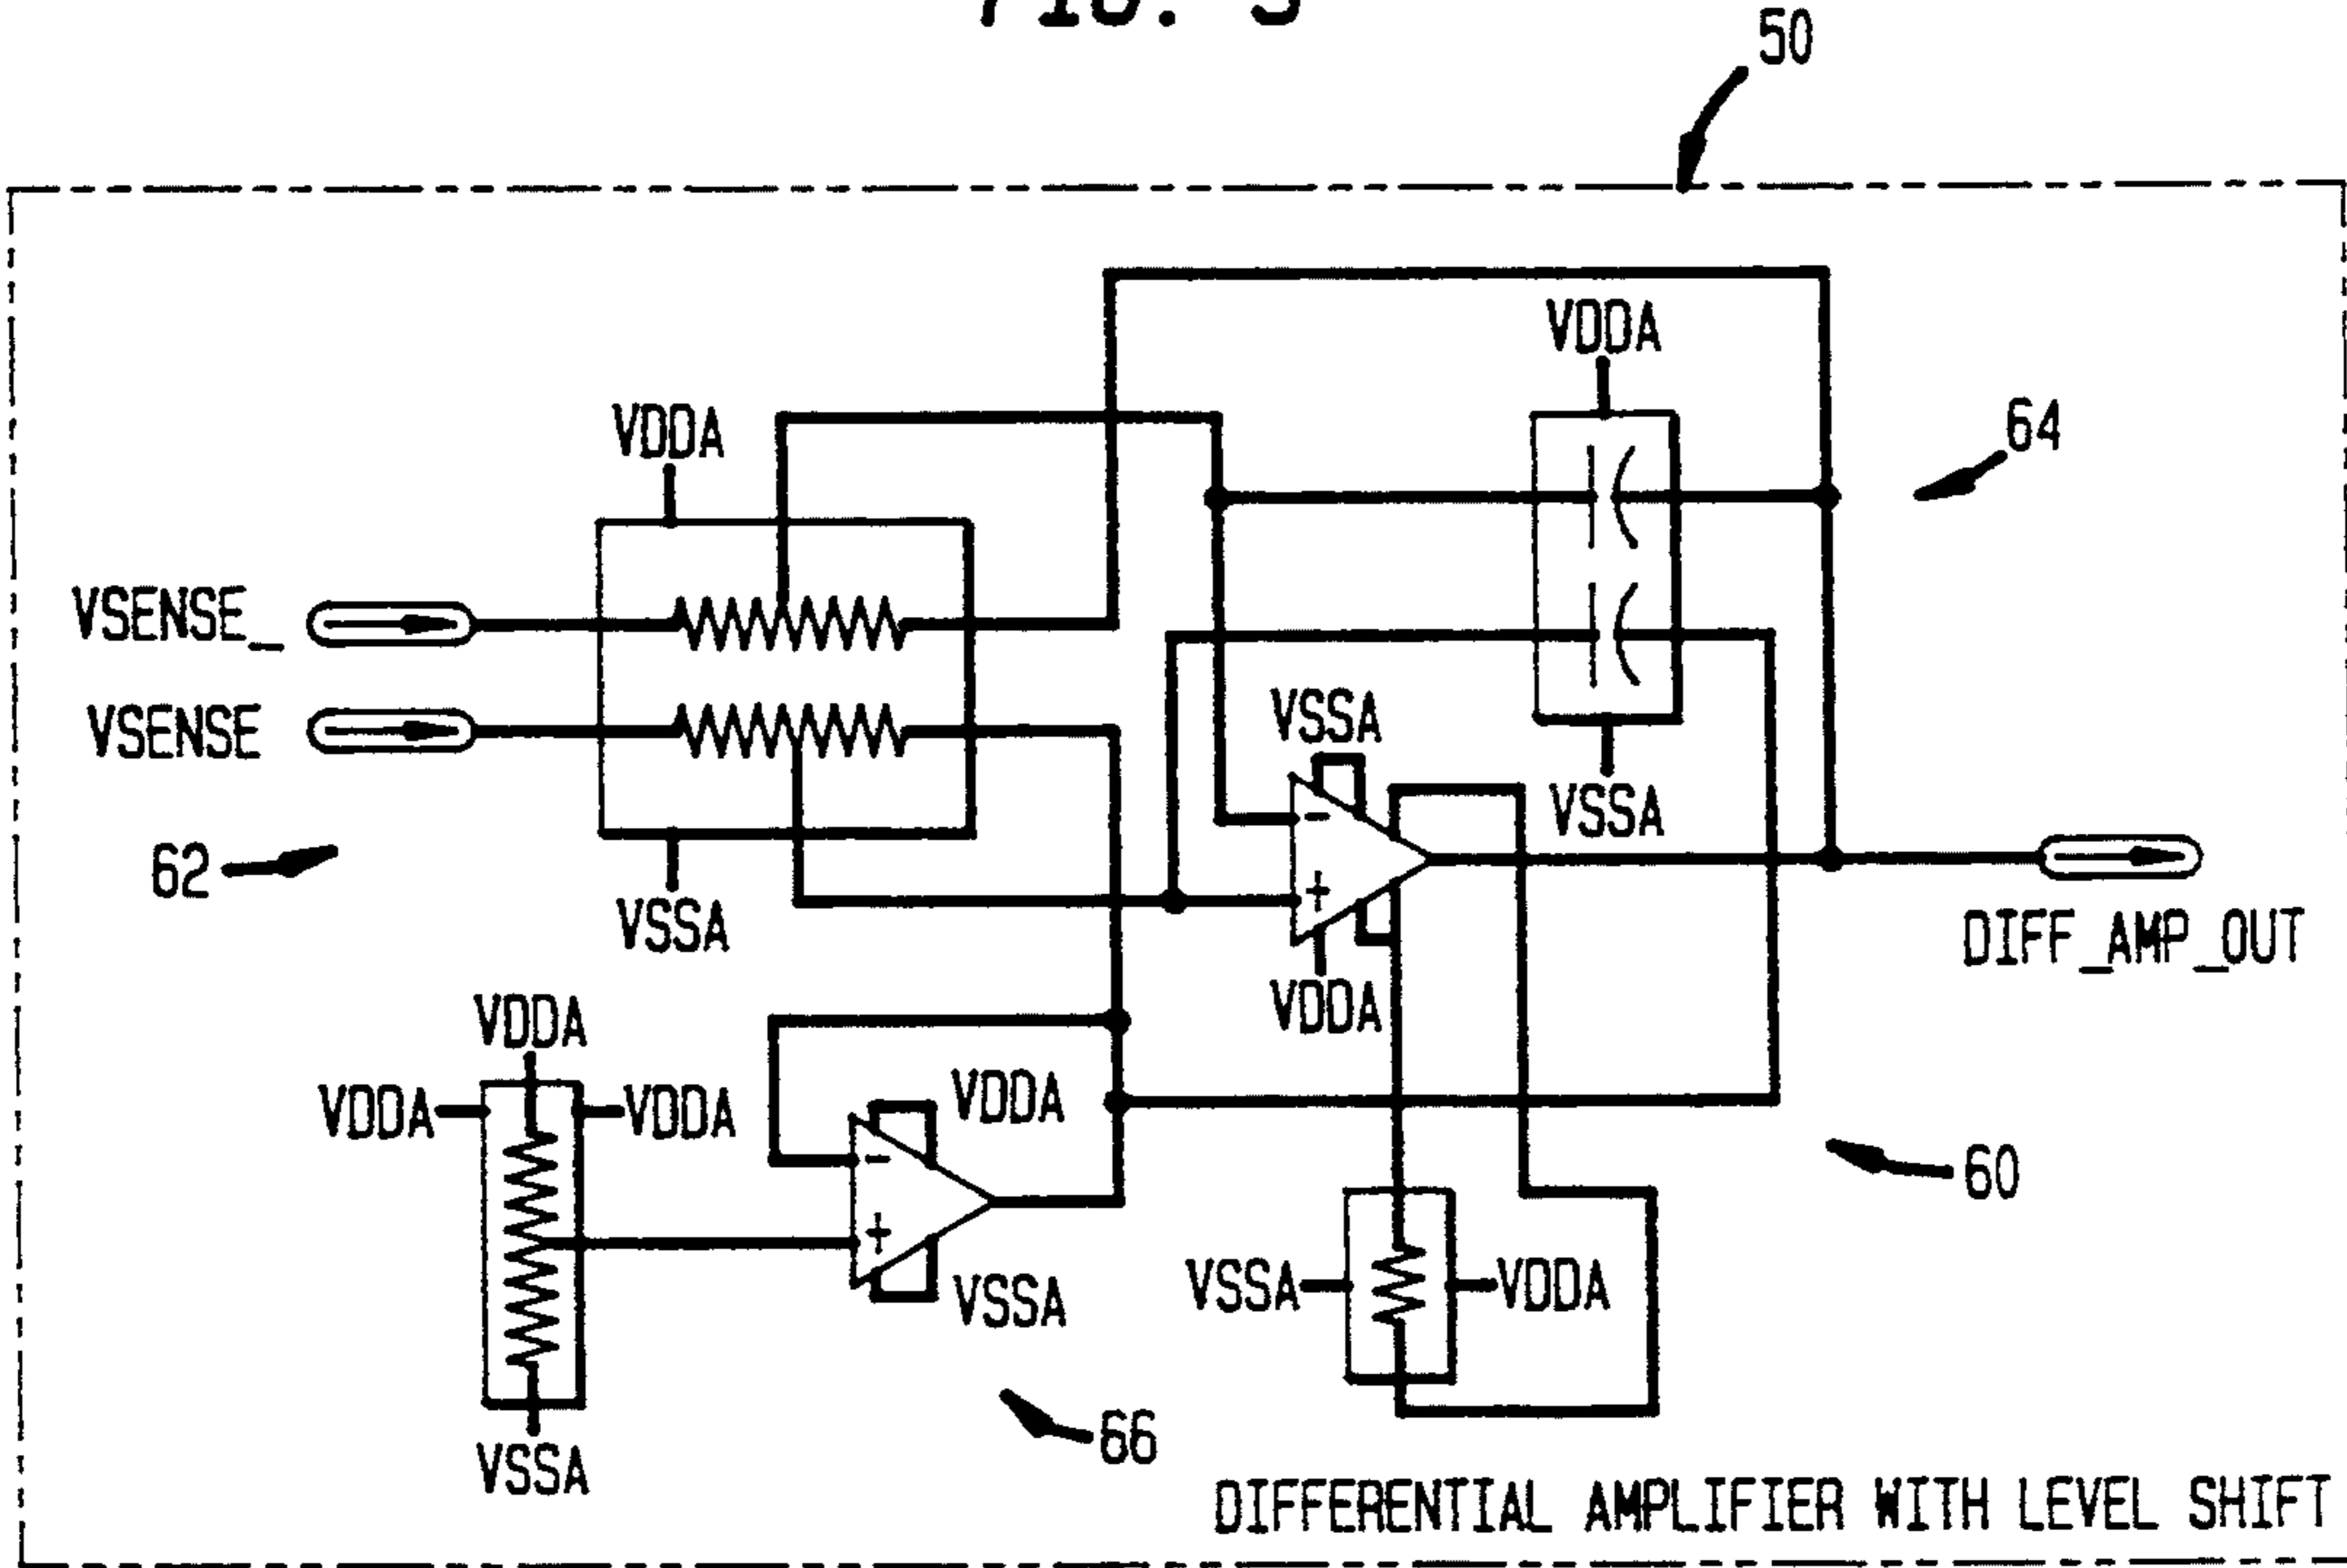 50
VDDA
64
VDDA
VSENSE_
VSENSE
VSSA
VSSA
62
VSSA
- 
+
DIFF_AMP_OUT
VDDA
VDDA
VDDA
VDDA
VDDA
-
+
60
VSSA
VDDA
VSSA
66
VSSA
DIFFERENTIAL AMPLIFIER WITH LEVEL SHIFT